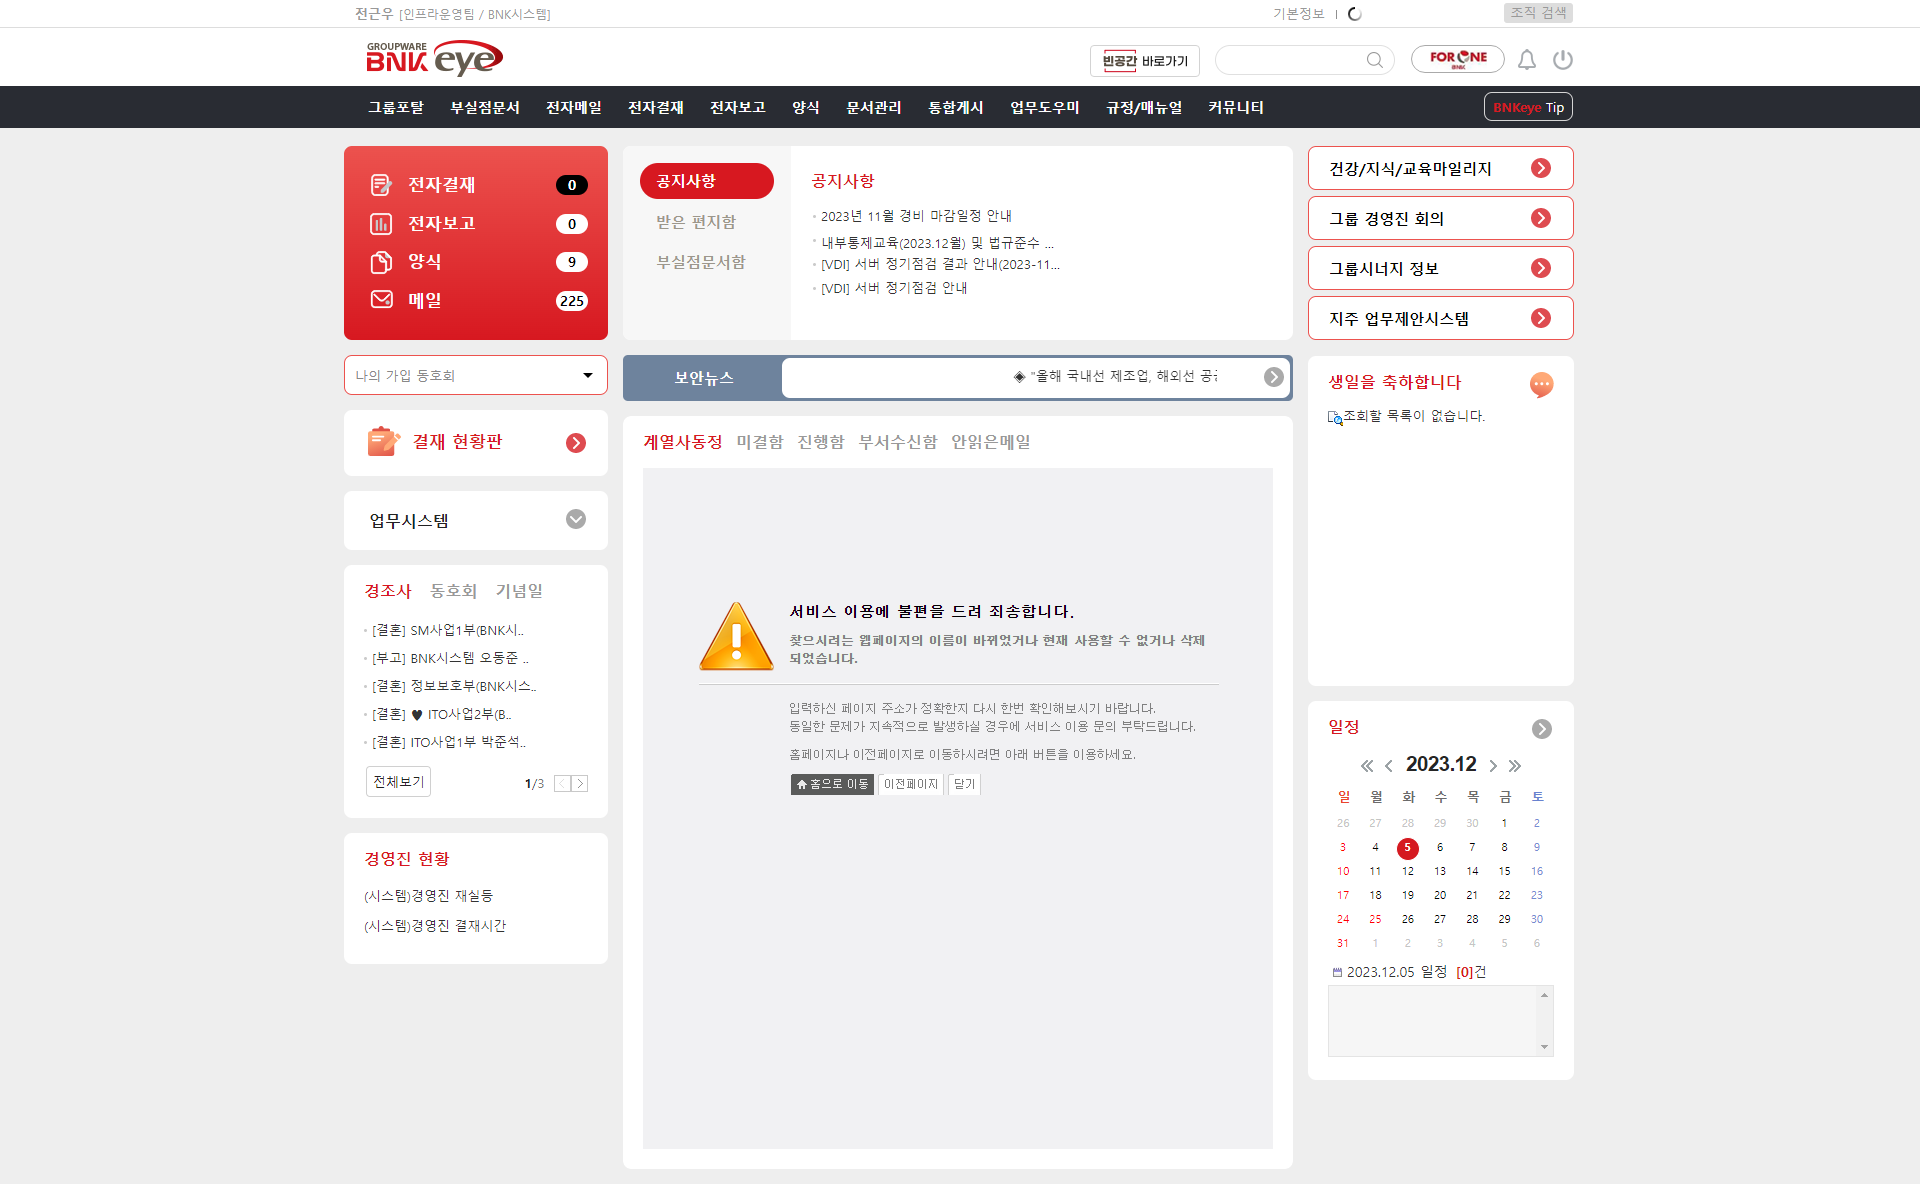 전근우 [인프라운영팀 / BNK시스템]
기본정보
조직 검색
GROUPWARE
BNK eye
빈공간 바로가기
FOR ONE
BNK
그룹포탈 부실점문서 전자메일 전자결재 전자보고 양식 문서관리 통합게시 업무도우미 규정/매뉴얼 커뮤니티
BNKeye Tip
전자결재 0
전자보고 0
양식 9
메일 225
나의 가입 동호회
결재 현황판
업무시스템
경조사 동호회 기념일
[결혼] SM사업1부(BNK시..
[부고] BNK시스템 오동준 ..
[결혼] 정보보호부(BNK시스..
[결혼] ♥ ITO사업2부(B..
[결혼] ITO사업1부 박준석..
전체보기
1/3
경영진 현황
(시스템)경영진 재실등
(시스템)경영진 결재시간
공지사항
받은 편지함
부실점문서함
공지사항
2023년 11월 경비 마감일정 안내
내부통제교육(2023.12월) 및 법규준수 ...
[VDI] 서버 정기점검 결과 안내(2023-11...
[VDI] 서버 정기점검 안내
보안뉴스
◈ "올해 국내선 제조업, 해외선 공공
계열사동정 미결함 진행함 부서수신함 안읽은메일
서비스 이용에 불편을 드려 죄송합니다.
찾으시려는 웹페이지의 이름이 바뀌었거나 현재 사용할 수 없거나 삭제
되었습니다.
입력하신 페이지 주소가 정확한지 다시 한번 확인해보시기 바랍니다.
동일한 문제가 지속적으로 발생하실 경우에 서비스 이용 문의 부탁드립니다.
홈페이지나 이전페이지로 이동하시려면 아래 버튼을 이용하세요.
홈으로 이동 이전페이지 닫기
건강/지식/교육마일리지
그룹 경영진 회의
그룹시너지 정보
지주 업무제안시스템
생일을 축하합니다
조회할 목록이 없습니다.
일정
2023.12
일 월 화 수 목 금 토
26 27 28 29 30 1 2
3 4 5 6 7 8 9
10 11 12 13 14 15 16
17 18 19 20 21 22 23
24 25 26 27 28 29 30
31 1 2 3 4 5 6
2023.12.05 일정 [0]건